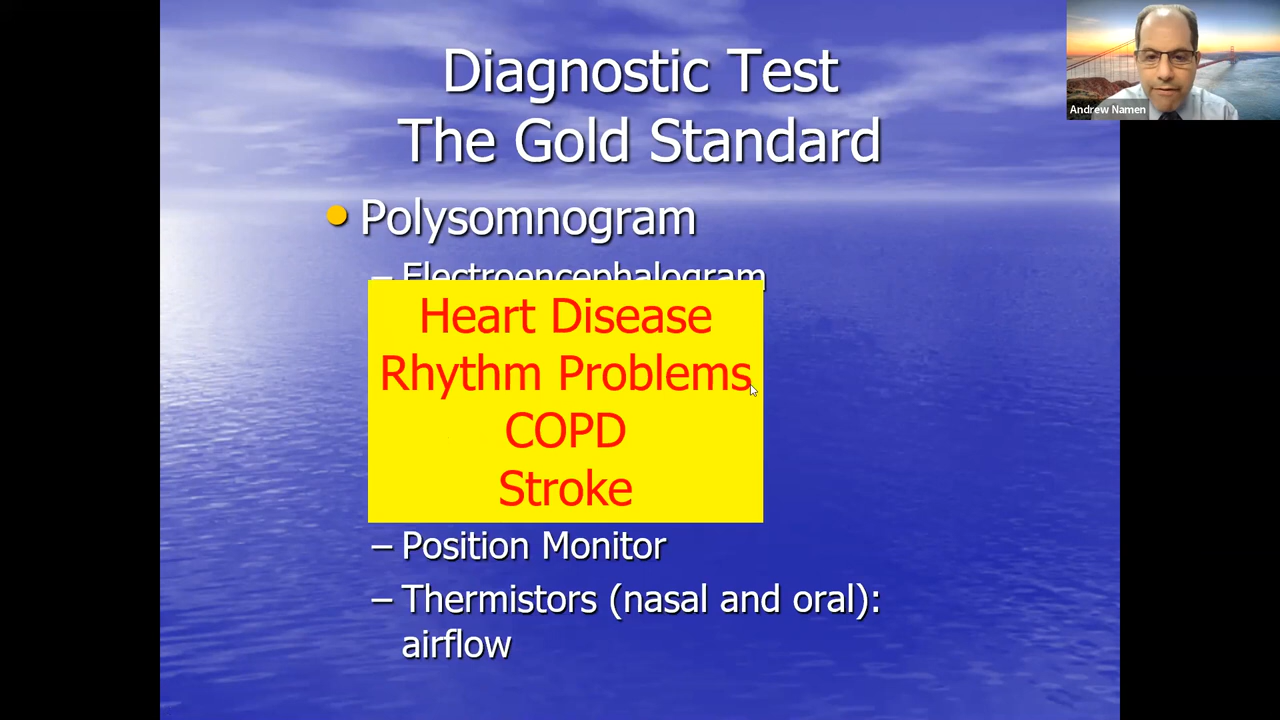 Diagnostic Test
The Gold Standard
Andrew Namen
• Polysomnogram
– Electroencephalogram
Heart Disease
Rhythm Problems
COPD
Stroke
– Position Monitor
– Thermistors (nasal and oral):
airflow